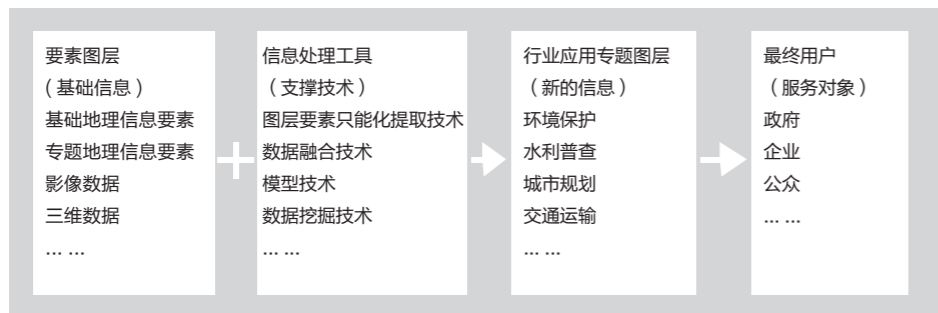 要素图层
（基础信息）
基础地理信息要素
专题地理信息要素
影像数据
三维数据
... ...
信息处理工具
（支撑技术）
图层要素只能化提取技术
数据融合技术
模型技术
数据挖掘技术
... ...
行业应用专题图层
（新的信息）
环境保护
水利普查
城市规划
交通运输
... ...
最终用户
（服务对象）
政府
企业
公众
... ...